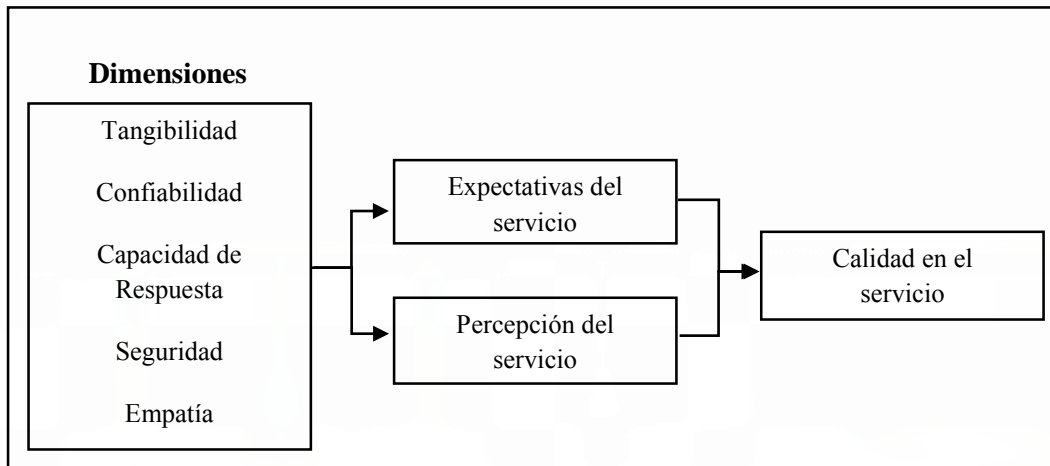 Dimensiones
Tangibilidad
Confiabilidad
Capacidad de
Respuesta
Seguridad
Empatía
Expectativas del
servicio
Percepción del
servicio
Calidad en el
servicio